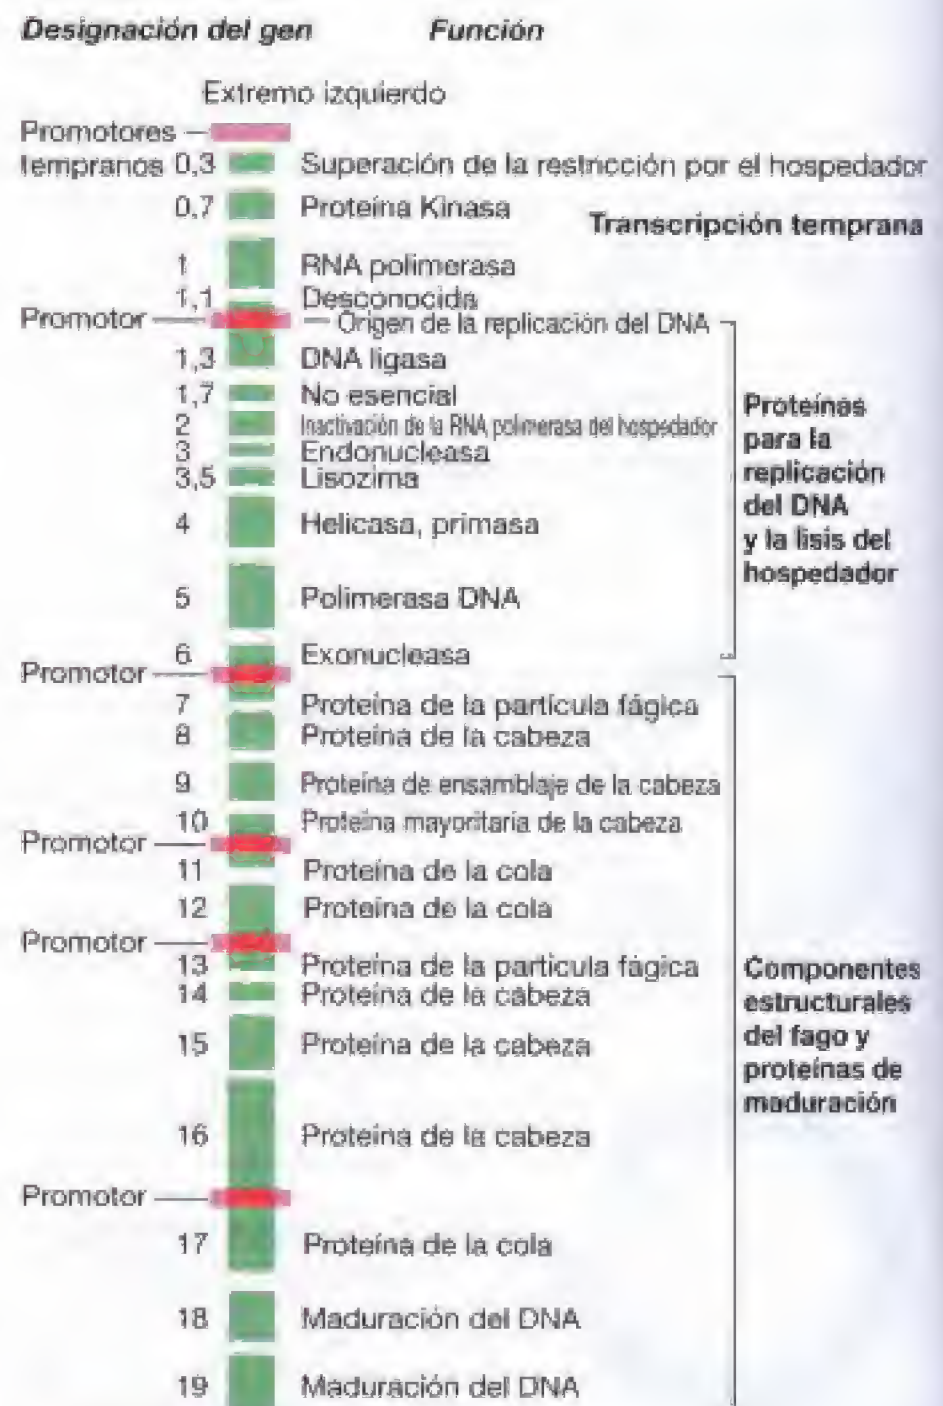 Designación del gen Función
Extremo izquierdo
Promotores
tempranos 0,3 Superación de la restricción por el hospedador
0,7 Proteína Kinasa
Transcripción temprana
1 RNA polimerasa
1,1 Desconocida
Promotor Origen de la replicación del DNA
1,3 DNA ligasa
1,7 No esencial
2 Inactivación de la RNA polimerasa del hospedador
3 Endonucleasa
3,5 Lisozima
4 Helicasa, primasa
5 Polimerasa DNA
6 Exonucleasa
Proteínas
para la
replicación
del DNA
y la lisis del
hospedador
Promotor
7 Proteína de la partícula fágica
8 Proteína de la cabeza
9 Proteína de ensamblaje de la cabeza
10 Proteína mayoritaria de la cabeza
Promotor
11 Proteína de la cola
12 Proteína de la cola
Promotor
13 Proteína de la partícula fágica
14 Proteína de la cabeza
15 Proteína de la cabeza
16 Proteína de la cabeza
Promotor
17 Proteína de la cola
18 Maduración del DNA
19 Maduración del DNA
Componentes
estructurales
del fago y
proteínas de
maduración